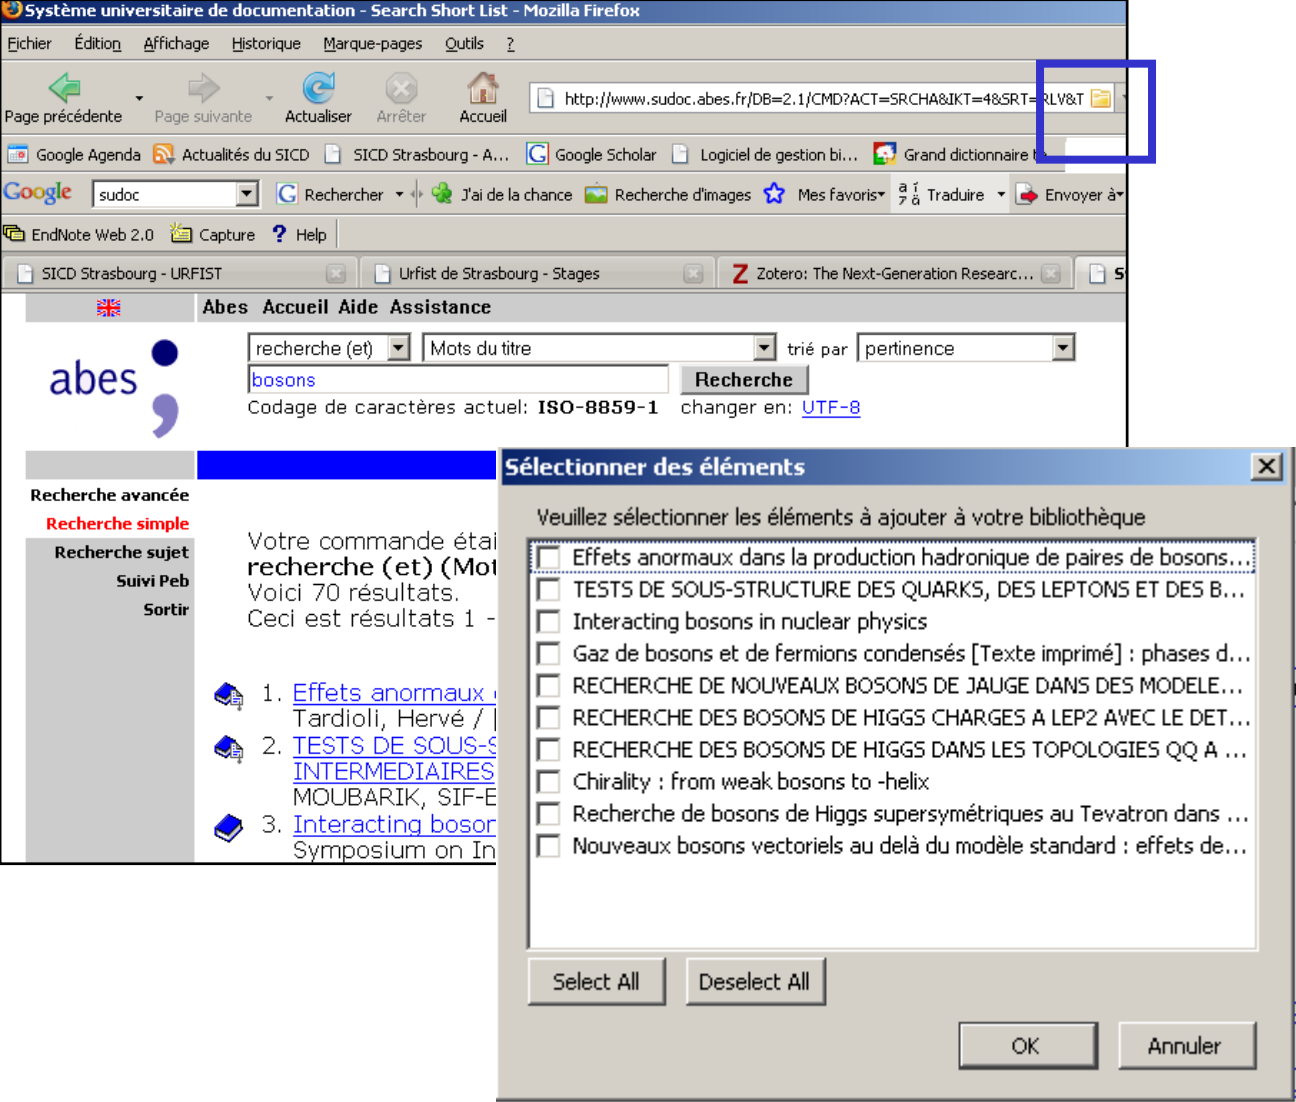 Système universitaire de documentation - Search Short List - Mozilla Firefox
Fichier Édition Affichage Historique Marque-pages Outils ?
Page précédente Page suivante Actualiser Arrêter Accueil http://www.sudoc.abes.fr/DB=2.1/CMD?ACT=SRCHA&IKT=4&SRT=RLV&T
Google Agenda Actualités du SICD SICD Strasbourg - A... Google Scholar Logiciel de gestion bi... Grand dictionnaire
Google sudoc Rechercher J'ai de la chance Recherche d'images Mes favoris Traduire Envoyer à
EndNote Web 2.0 Capture ? Help
SICD Strasbourg - URFIST Urfist de Strasbourg - Stages Zotero: The Next-Generation Researc... S
Abes Accueil Aide Assistance
recherche (et) Mots du titre trié par pertinence
abes
bosons Recherche
Codage de caractères actuel: ISO-8859-1 changer en: UTF-8
Recherche avancée
Recherche simple
Recherche sujet
Suivi Peb
Sortir
Votre commande étai
recherche (et) (Mot
Voici 70 résultats.
Ceci est résultats 1 -
1. Effets anormaux
Tardioli, Hervé / [
2. TESTS DE SOUS-S
INTERMEDIAIRES
MOUBARIK, SIF-E
3. Interacting boson
Symposium on In
Sélectionner des éléments
Veuillez sélectionner les éléments à ajouter à votre bibliothèque
Effets anormaux dans la production hadronique de paires de bosons...
TESTS DE SOUS-STRUCTURE DES QUARKS, DES LEPTONS ET DES B...
Interacting bosons in nuclear physics
Gaz de bosons et de fermions condensés [Texte imprimé] : phases d...
RECHERCHE DE NOUVEAUX BOSONS DE JAUGE DANS DES MODELE...
RECHERCHE DES BOSONS DE HIGGS CHARGES A LEP2 AVEC LE DET...
RECHERCHE DES BOSONS DE HIGGS DANS LES TOPOLOGIES QQ A ...
Chirality : from weak bosons to -helix
Recherche de bosons de Higgs supersymétriques au Tevatron dans ...
Nouveaux bosons vectoriels au delà du modèle standard : effets de...
Select All Deselect All
OK Annuler